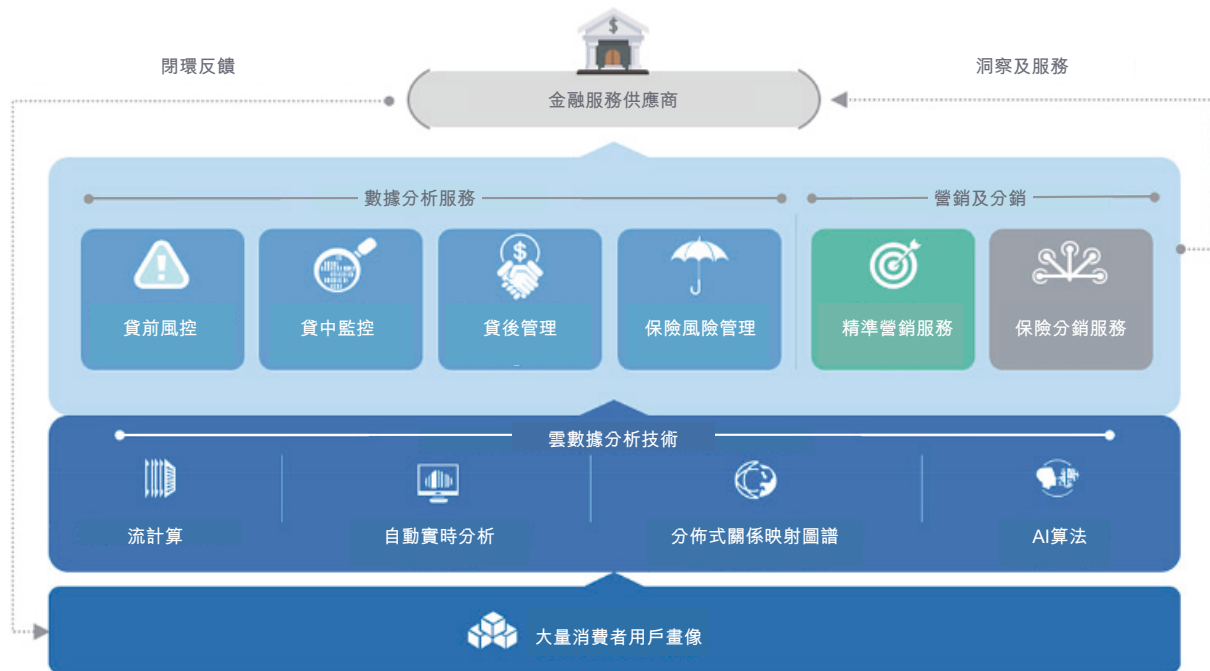 閉環反饋
洞察及服務
金融服務供應商
數據分析服務
營銷及分銷
貸前風控
貸中監控
貸後管理
保險風險管理
精準營銷服務
保險分銷服務
雲數據分析技術
流計算
自動實時分析
分佈式關係映射圖譜
AI算法
大量消費者用戶畫像